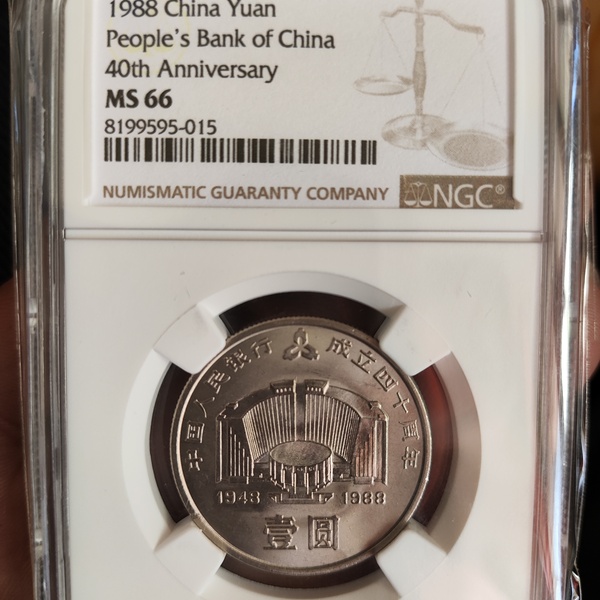 1988 China Yuan
People's Bank of China
40th Anniversary
MS 66
8199595-015
NUMISMATIC GUARANTY COMPANY
NGC®
中国人民银行 成立四十周年
1948 1988
壹圆